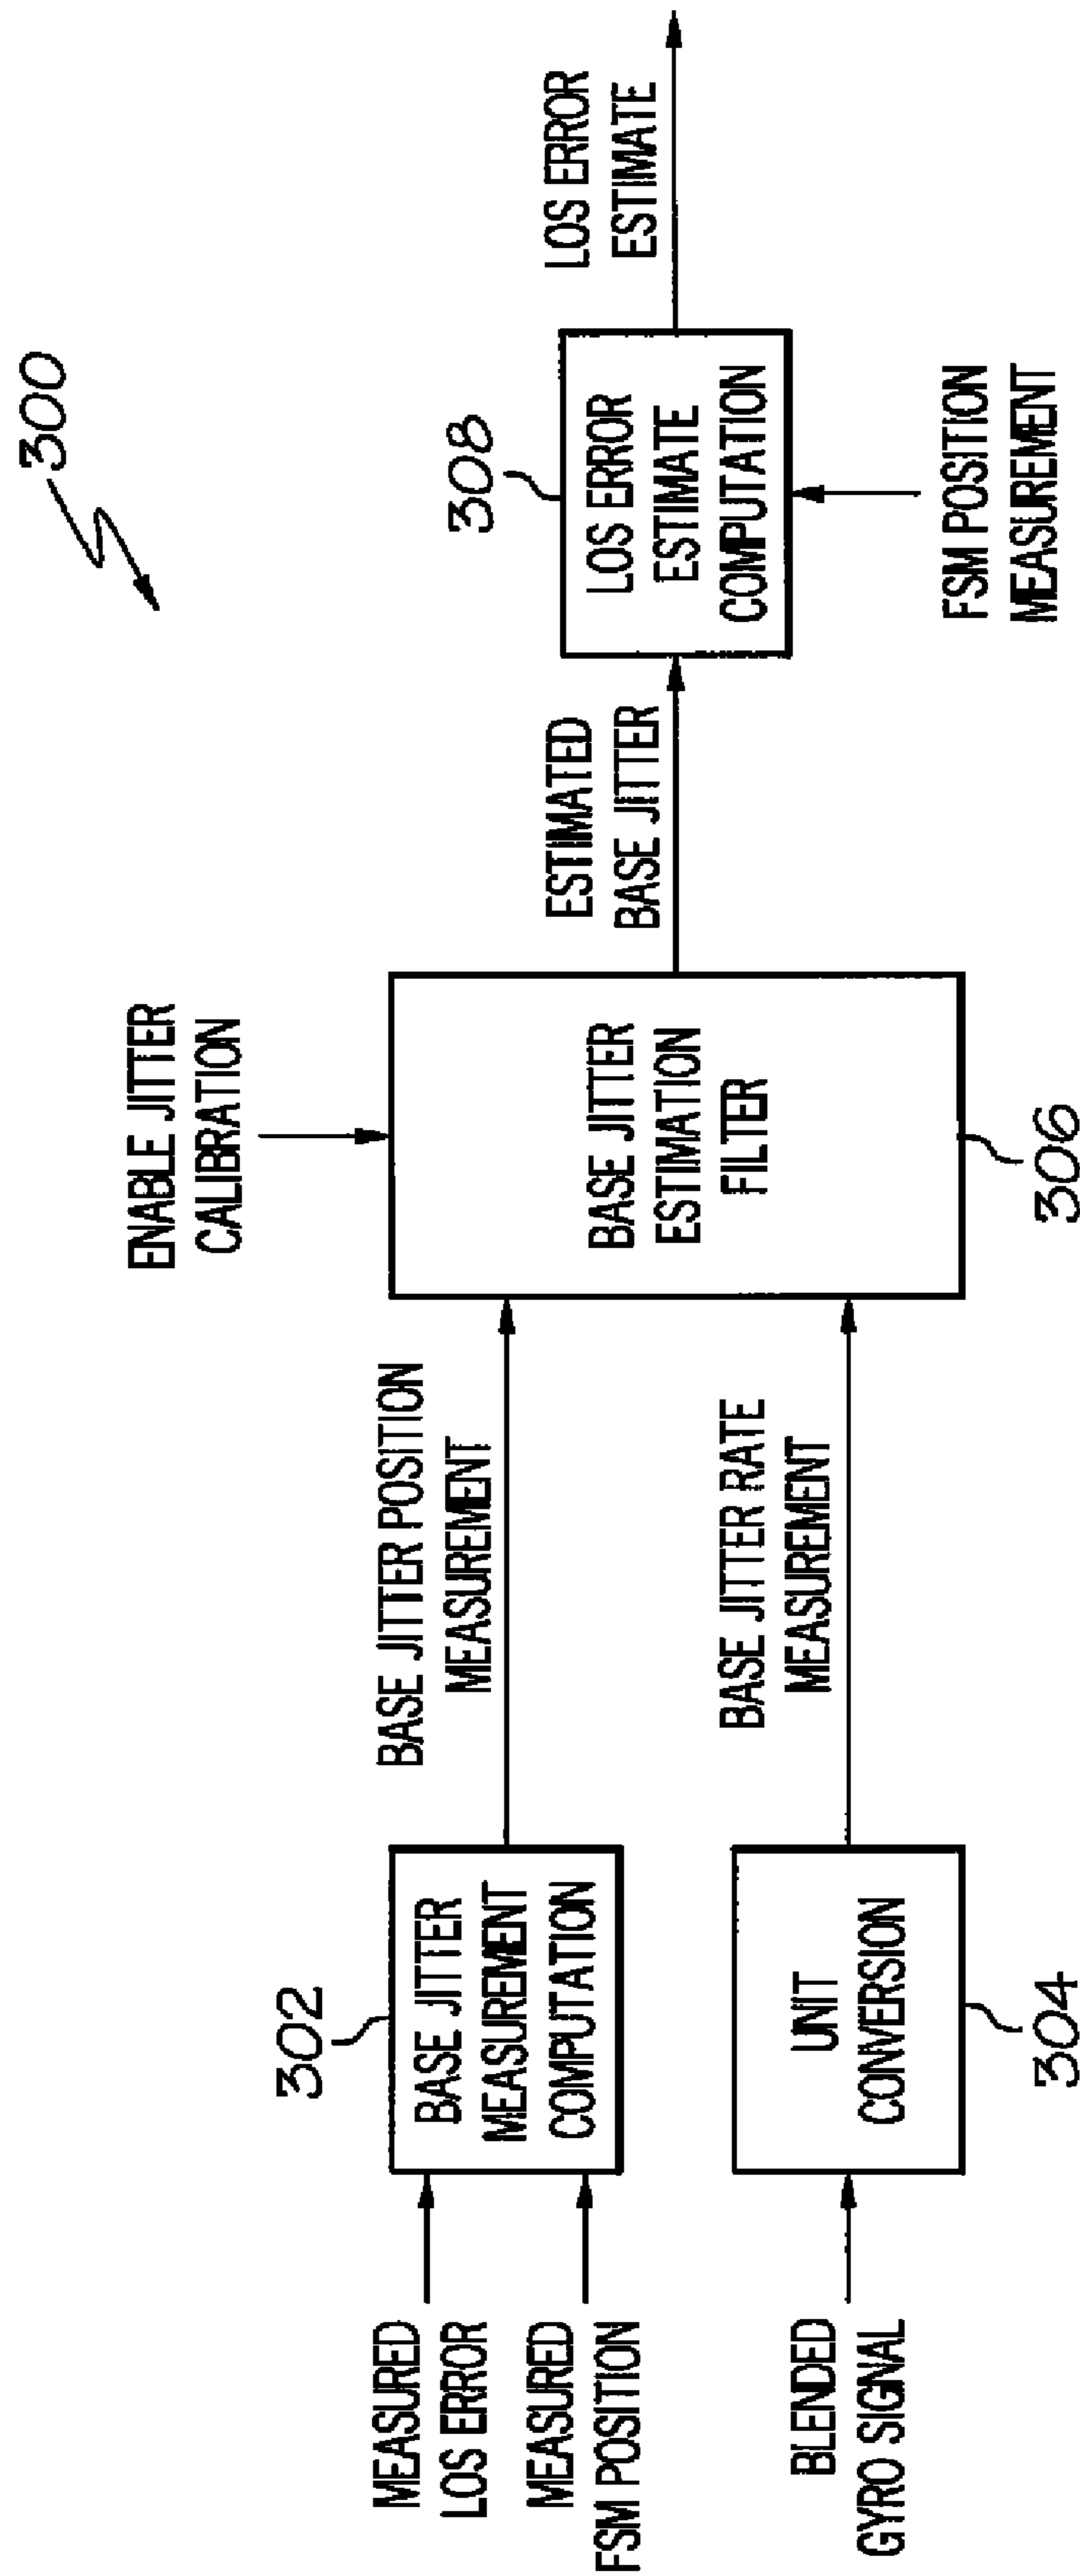 300
ENABLE JITTER
CALIBRATION
MEASURED
LOS ERROR
MEASURED
FSM POSITION
302
BASE JITTER
MEASUREMENT
COMPUTATION
BASE JITTER POSITION
MEASUREMENT
BLENDED
GYRO SIGNAL
UNIT
CONVERSION
304
BASE JITTER RATE
MEASUREMENT
BASE JITTER
ESTIMATION
FILTER
306
ESTIMATED
BASE JITTER
308
LOS ERROR
ESTIMATE
COMPUTATION
FSM POSITION
MEASUREMENT
LOS ERROR
ESTIMATE